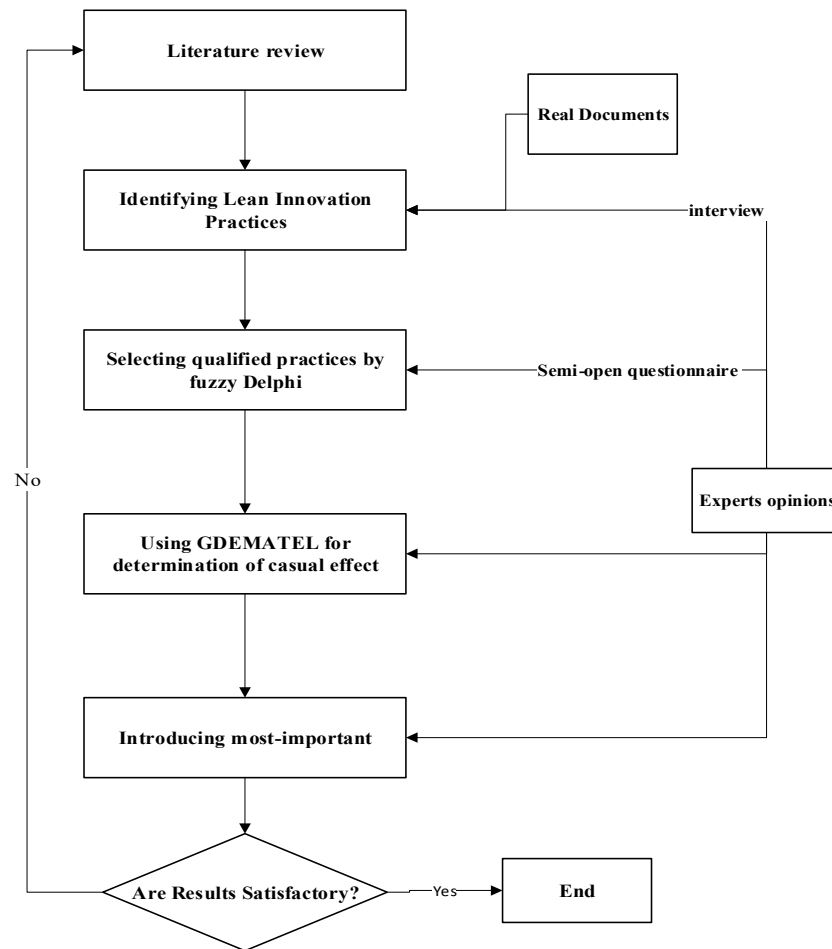 Literature review
Real Documents
Identifying Lean Innovation
Practices
interview
Selecting qualified practices by
fuzzy Delphi
Semi-open questionnaire
No
Experts opinions
Using GDEMATEL for
determination of casual effect
Introducing most-important
Are Results Satisfactory?
Yes
End